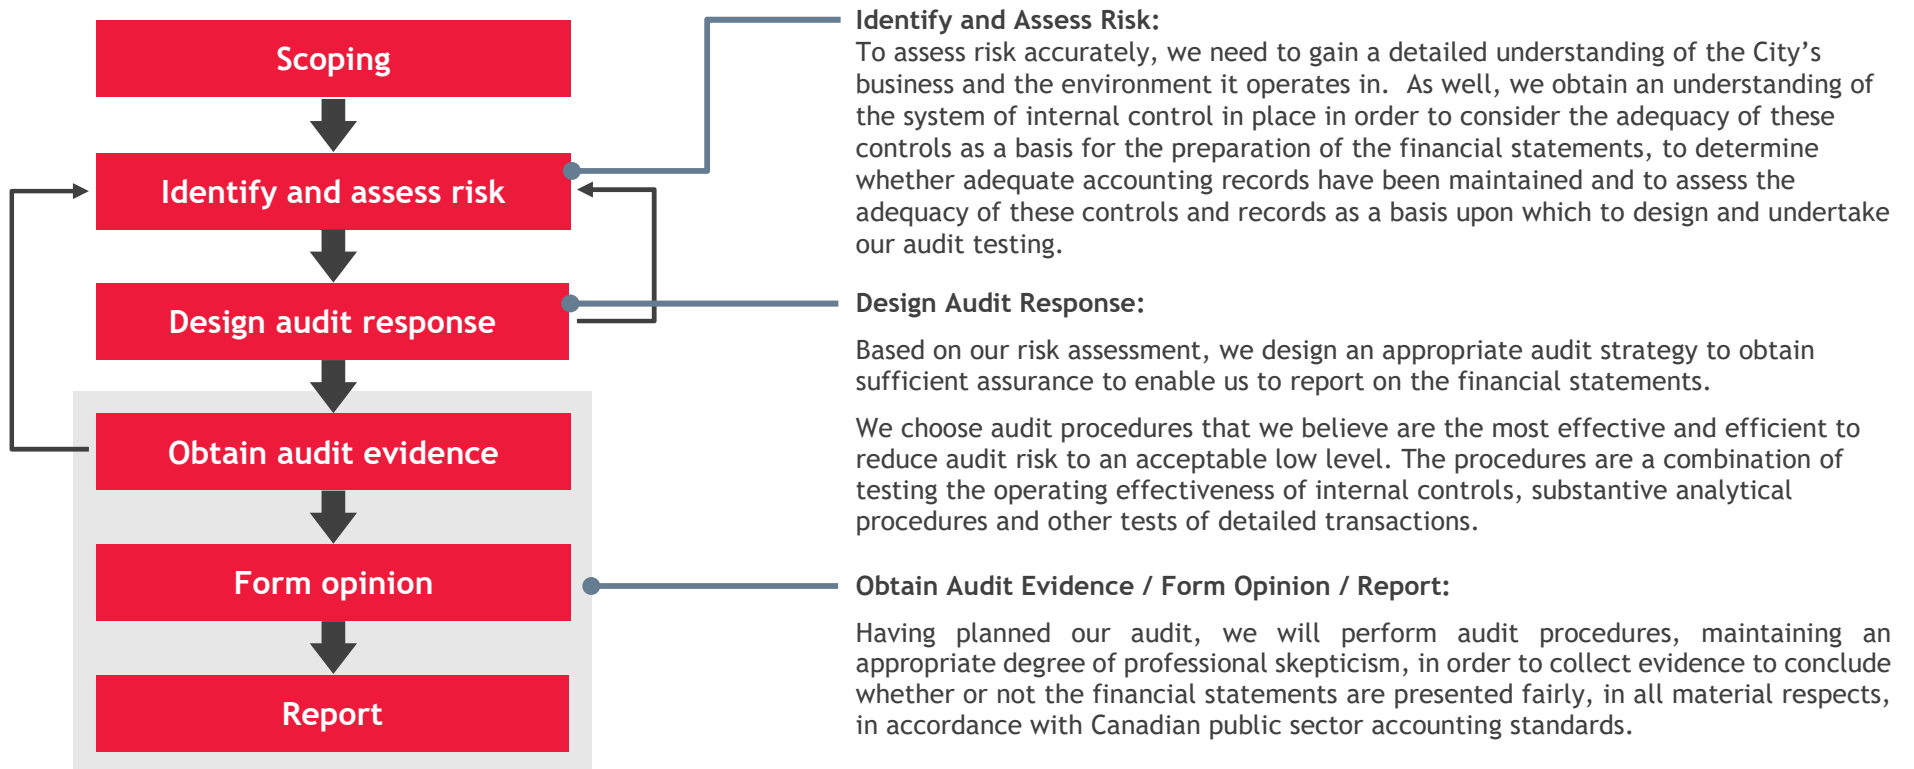 Scoping
Identify and assess risk
Design audit response
Obtain audit evidence
Form opinion
Report
Identify and Assess Risk:
To assess risk accurately, we need to gain a detailed understanding of the City’s
business and the environment it operates in.  As well, we obtain an understanding of
the system of internal control in place in order to consider the adequacy of these
controls as a basis for the preparation of the financial statements, to determine
whether adequate accounting records have been maintained and to assess the
adequacy of these controls and records as a basis upon which to design and undertake
our audit testing.
Design Audit Response:
Based on our risk assessment, we design an appropriate audit strategy to obtain
sufficient assurance to enable us to report on the financial statements.
We choose audit procedures that we believe are the most effective and efficient to
reduce audit risk to an acceptable low level. The procedures are a combination of
testing the operating effectiveness of internal controls, substantive analytical
procedures and other tests of detailed transactions.
Obtain Audit Evidence / Form Opinion / Report:
Having planned our audit, we will perform audit procedures, maintaining an
appropriate degree of professional skepticism, in order to collect evidence to conclude
whether or not the financial statements are presented fairly, in all material respects,
in accordance with Canadian public sector accounting standards.